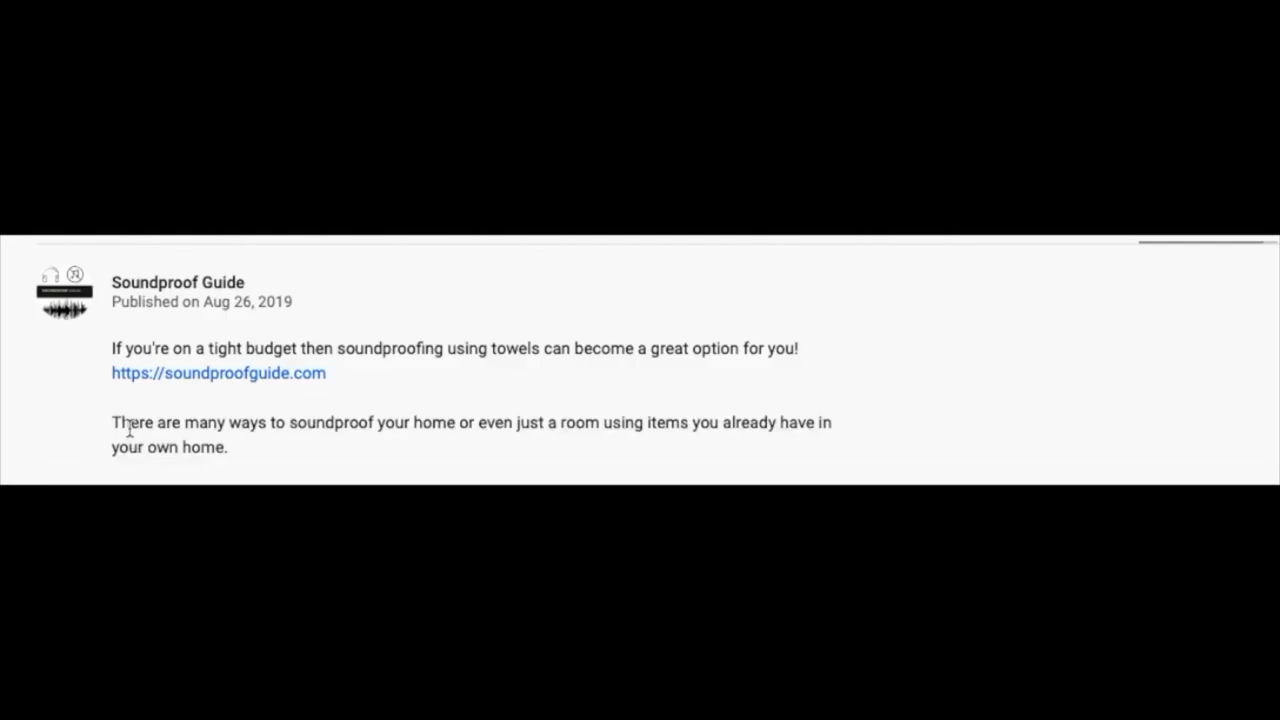 Soundproof Guide
Published on Aug 26, 2019
If you're on a tight budget then soundproofing using towels can become a great option for you!
https://soundproofguide.com
There are many ways to soundproof your home or even just a room using items you already have in
your own home.